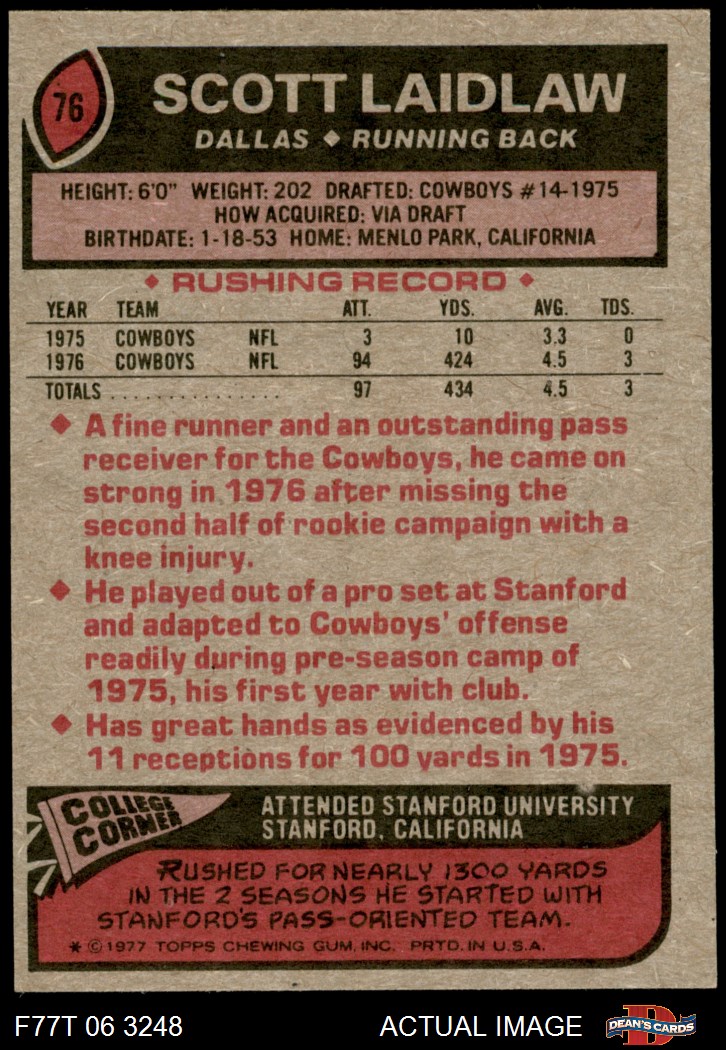 76
SCOTT LAIDLAW
DALLAS ◆ RUNNING BACK
HEIGHT: 6'0" WEIGHT: 202 DRAFTED: COWBOYS #14-1975
HOW ACQUIRED: VIA DRAFT
BIRTHDATE: 1-18-53 HOME: MENLO PARK, CALIFORNIA
◆ RUSHING RECORD ◆
YEAR TEAM ATT. YDS. AVG. TDS.
1975 COWBOYS NFL 3 10 3.3 0
1976 COWBOYS NFL 94 424 4.5 3
TOTALS . . . . . . . . . . . . . . . . 97 434 4.5 3
◆ A fine runner and an outstanding pass
receiver for the Cowboys, he came on
strong in 1976 after missing the
second half of rookie campaign with a
knee injury.
◆ He played out of a pro set at Stanford
and adapted to Cowboys' offense
readily during pre-season camp of
1975, his first year with club.
◆ Has great hands as evidenced by his
11 receptions for 100 yards in 1975.
COLLEGE
CORNER
ATTENDED STANFORD UNIVERSITY
STANFORD, CALIFORNIA
RUSHED FOR NEARLY 1300 YARDS
IN THE 2 SEASONS HE STARTED WITH
STANFORD'S PASS-ORIENTED TEAM.
* © 1977 TOPPS CHEWING GUM, INC. PRTD. IN U.S.A.
F77T 06 3248 ACTUAL IMAGE
D
DEAN'S CARDS